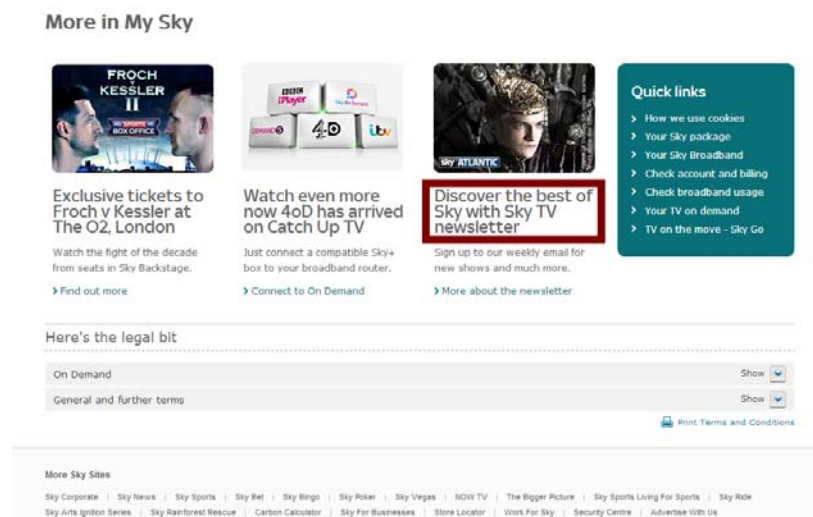 More in My Sky
FROCH
KESSLER
II
SKY SPORTS
BOX OFFICE
BBC
iPlayer
Sky On Demand
DEMAND 5
4oD
itv
sky ATLANTIC
Exclusive tickets to
Froch v Kessler at
The O2, London
Watch the fight of the decade
from seats in Sky Backstage.
Find out more
Watch even more
now 4oD has arrived
on Catch Up TV
Just connect a compatible Sky+
box to your broadband router.
Connect to On Demand
Discover the best of
Sky with Sky TV
newsletter
Sign up to our weekly email for
new shows and much more.
More about the newsletter
Quick links
How we use cookies
Your Sky package
Your Sky Broadband
Check account and billing
Check broadband usage
Your TV on demand
TV on the move - Sky Go
Here's the legal bit
On Demand Show
General and further terms Show
Print Terms and Conditions
More Sky Sites
Sky Corporate | Sky News | Sky Sports | Sky Bet | Sky Bingo | Sky Poker | Sky Vegas | NOW TV | The Bigger Picture | Sky Sports Living For Sports | Sky Ride
Sky Arts Ignition Series | Sky Rainforest Rescue | Carbon Calculator | Sky For Businesses | Store Locator | Work For Sky | Security Centre | Advertise With Us